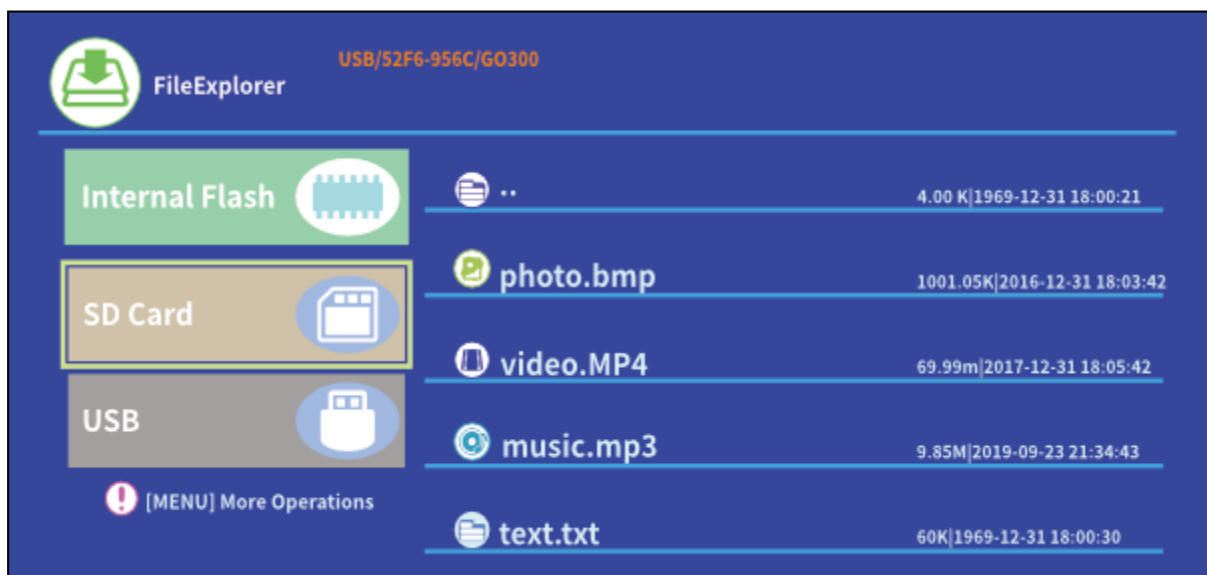 USB/52F6-956C/GO300
FileExplorer
Internal Flash
SD Card
USB
[MENU] More Operations
.. 4.00 K|1969-12-31 18:00:21
photo.bmp 1001.05K|2016-12-31 18:03:42
video.MP4 69.99m|2017-12-31 18:05:42
music.mp3 9.85M|2019-09-23 21:34:43
text.txt 60K|1969-12-31 18:00:30